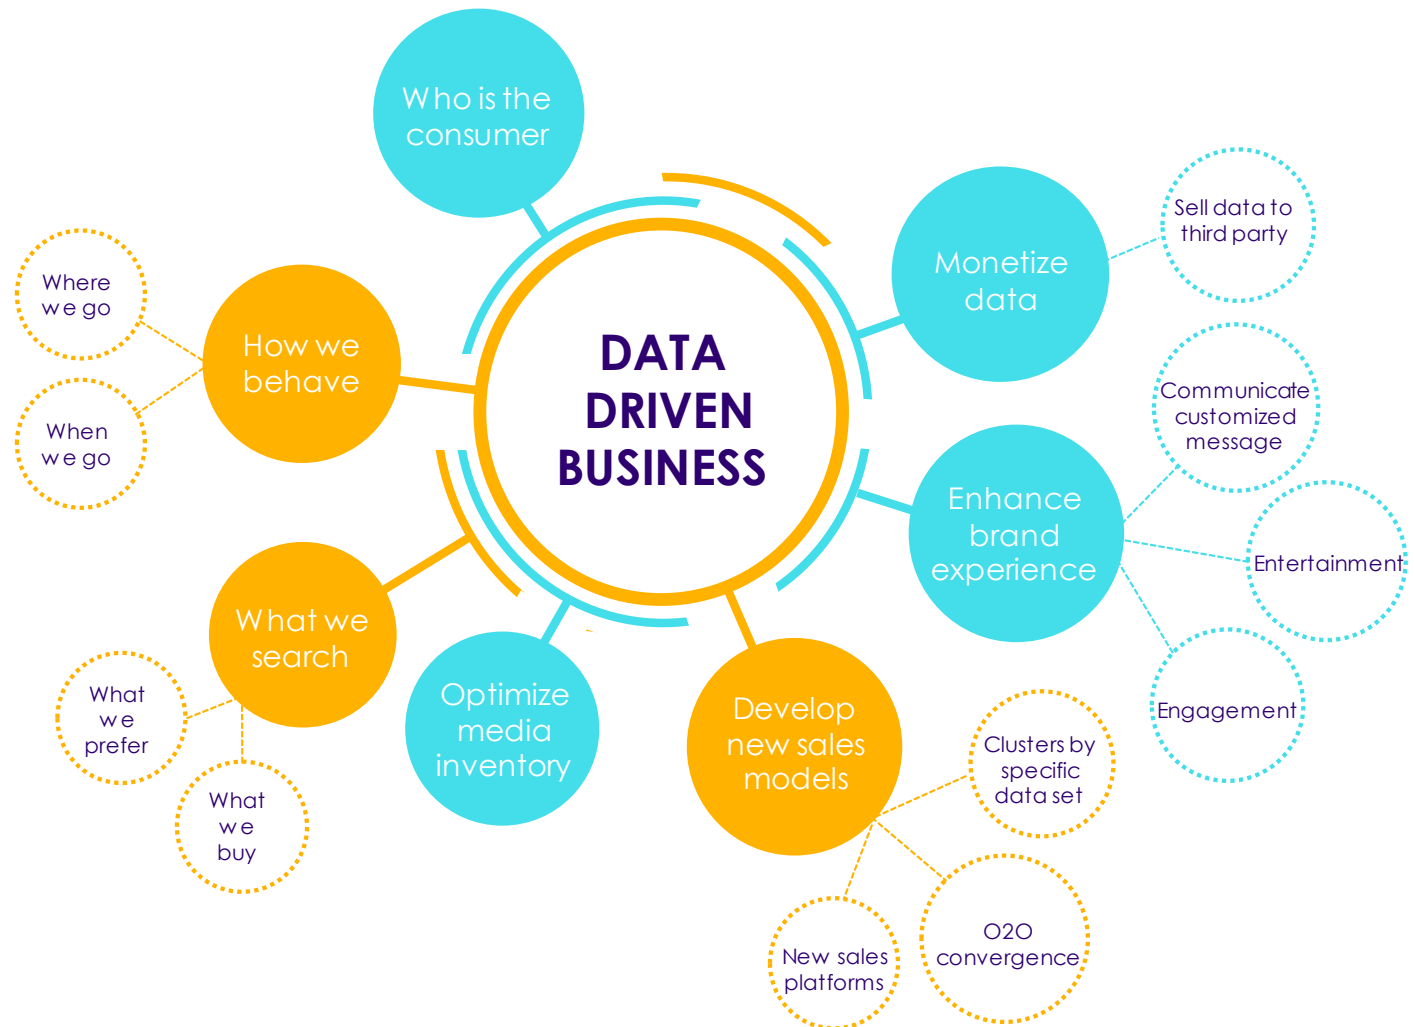 Who is the
consumer
Monetize
data
Sell data to
third party
Where
we go
How we
behave
When
we go
DATA
DRIVEN
BUSINESS
Communicate
customized
message
Enhance
brand
experience
Entertainment
Engagement
What we
search
What
we
prefer
What
we
buy
Optimize
media
inventory
Develop
new sales
models
Clusters by
specific
data set
O2O
convergence
New sales
platforms